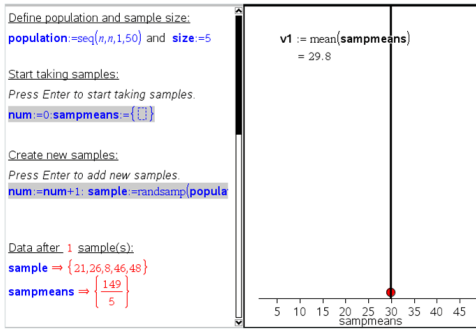 Define population and sample size:
population:=seq(n,n,1,50) and size:=5
Start taking samples:
Press Enter to start taking samples.
num:=0:sampmeans:={⬚}
Create new samples:
Press Enter to add new samples.
num:=num+1: sample:=randsamp(popula
Data after 1 sample(s):
sample ⇒ {21,26,8,46,48}
sampmeans ⇒ {149/5}
v1 := mean(sampmeans)
= 29.8
5 10 15 20 25 30 35 40 45
sampmeans